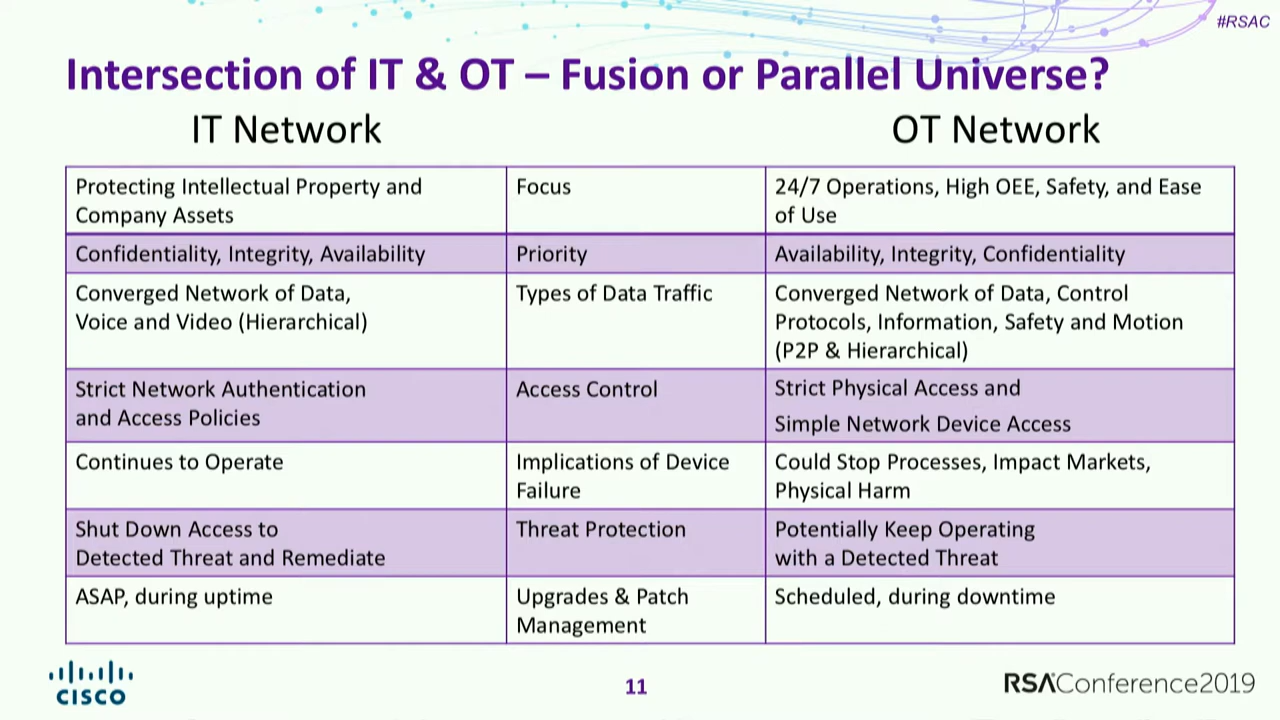 #RSAC
Intersection of IT & OT – Fusion or Parallel Universe?
IT Network
OT Network
Protecting Intellectual Property and
Company Assets
Focus
24/7 Operations, High OEE, Safety, and Ease
of Use
Confidentiality, Integrity, Availability
Priority
Availability, Integrity, Confidentiality
Converged Network of Data,
Voice and Video (Hierarchical)
Types of Data Traffic
Converged Network of Data, Control
Protocols, Information, Safety and Motion
(P2P & Hierarchical)
Strict Network Authentication
and Access Policies
Access Control
Strict Physical Access and
Simple Network Device Access
Continues to Operate
Implications of Device
Failure
Could Stop Processes, Impact Markets,
Physical Harm
Shut Down Access to
Detected Threat and Remediate
Threat Protection
Potentially Keep Operating
with a Detected Threat
ASAP, during uptime
Upgrades & Patch
Management
Scheduled, during downtime
CISCO
11
RSAConference2019